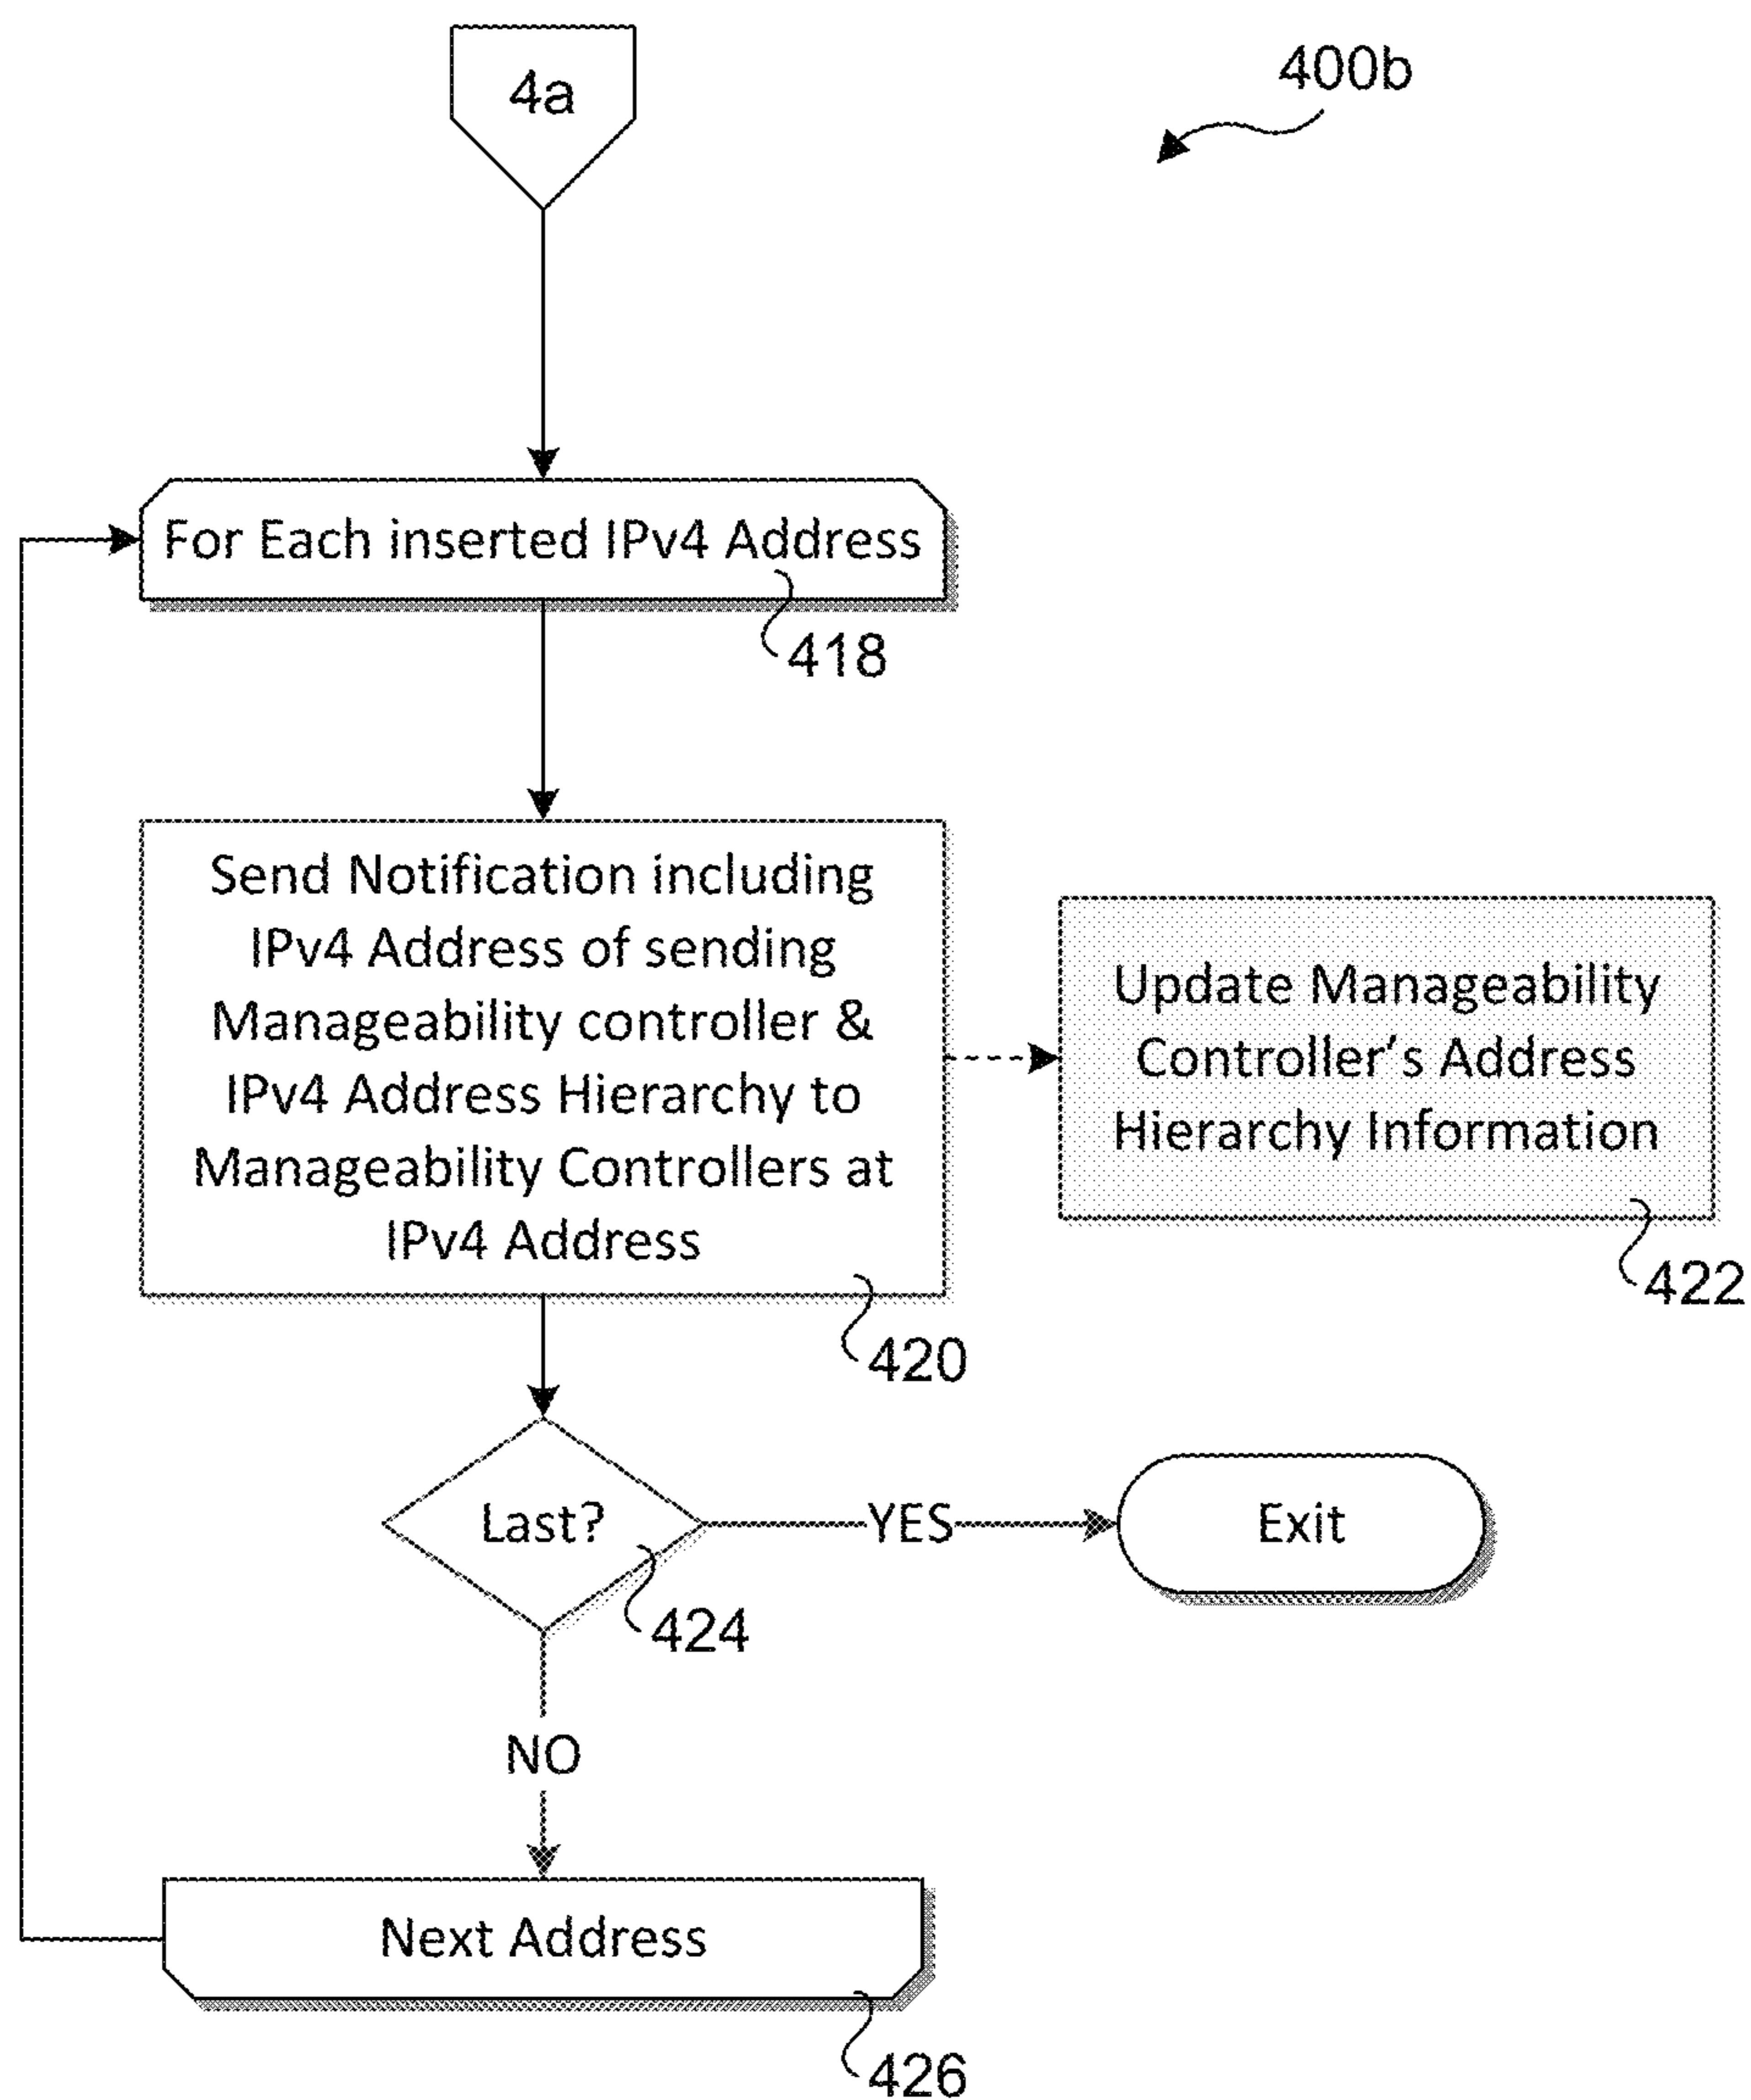 4a
400b
For Each inserted IPv4 Address
418
Send Notification including
IPv4 Address of sending
Manageability controller &
IPv4 Address Hierarchy to
Manageability Controllers at
IPv4 Address
420
Update Manageability
Controller’s Address
Hierarchy Information
422
Last?
424
YES
Exit
NO
Next Address
426